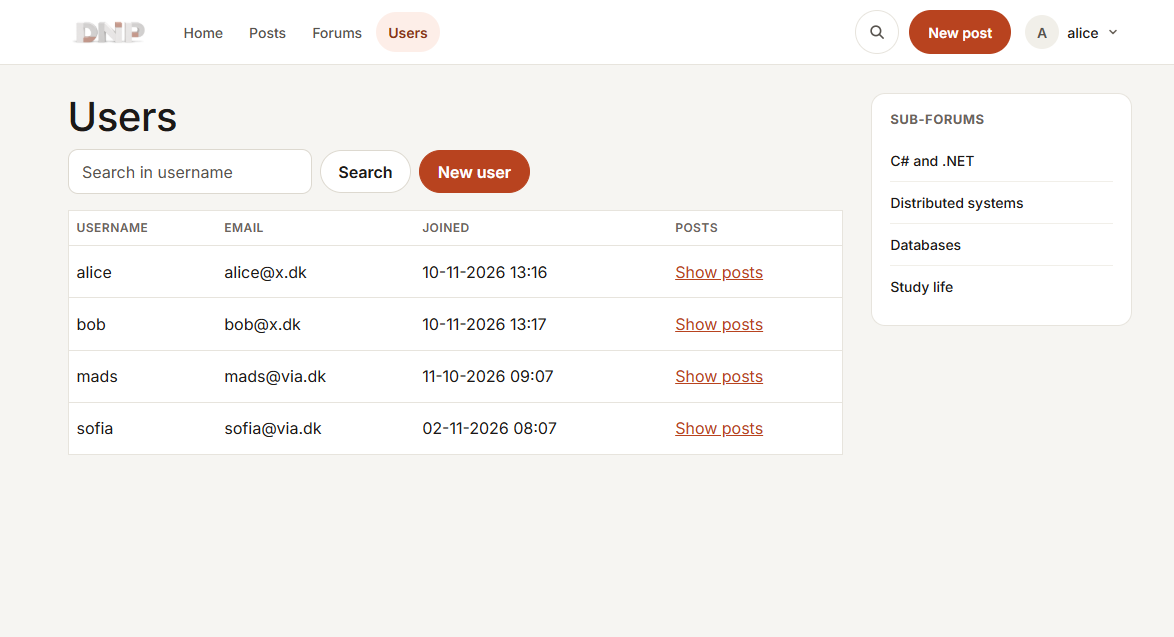 DNP
Home Posts Forums Users
New post
A alice
Users
Search in username Search New user
USERNAME EMAIL JOINED POSTS
alice alice@x.dk 10-11-2026 13:16 Show posts
bob bob@x.dk 10-11-2026 13:17 Show posts
mads mads@via.dk 11-10-2026 09:07 Show posts
sofia sofia@via.dk 02-11-2026 08:07 Show posts
SUB-FORUMS
C# and .NET
Distributed systems
Databases
Study life